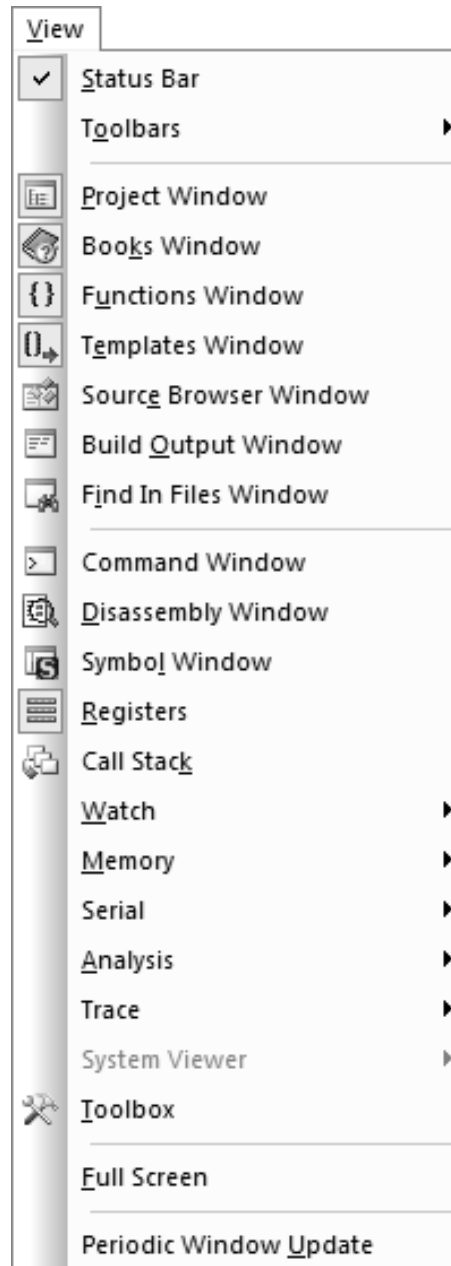 View
Status Bar
Toolbars
Project Window
Books Window
Functions Window
Templates Window
Source Browser Window
Build Output Window
Find In Files Window
Command Window
Disassembly Window
Symbol Window
Registers
Call Stack
Watch
Memory
Serial
Analysis
Trace
System Viewer
Toolbox
Full Screen
Periodic Window Update